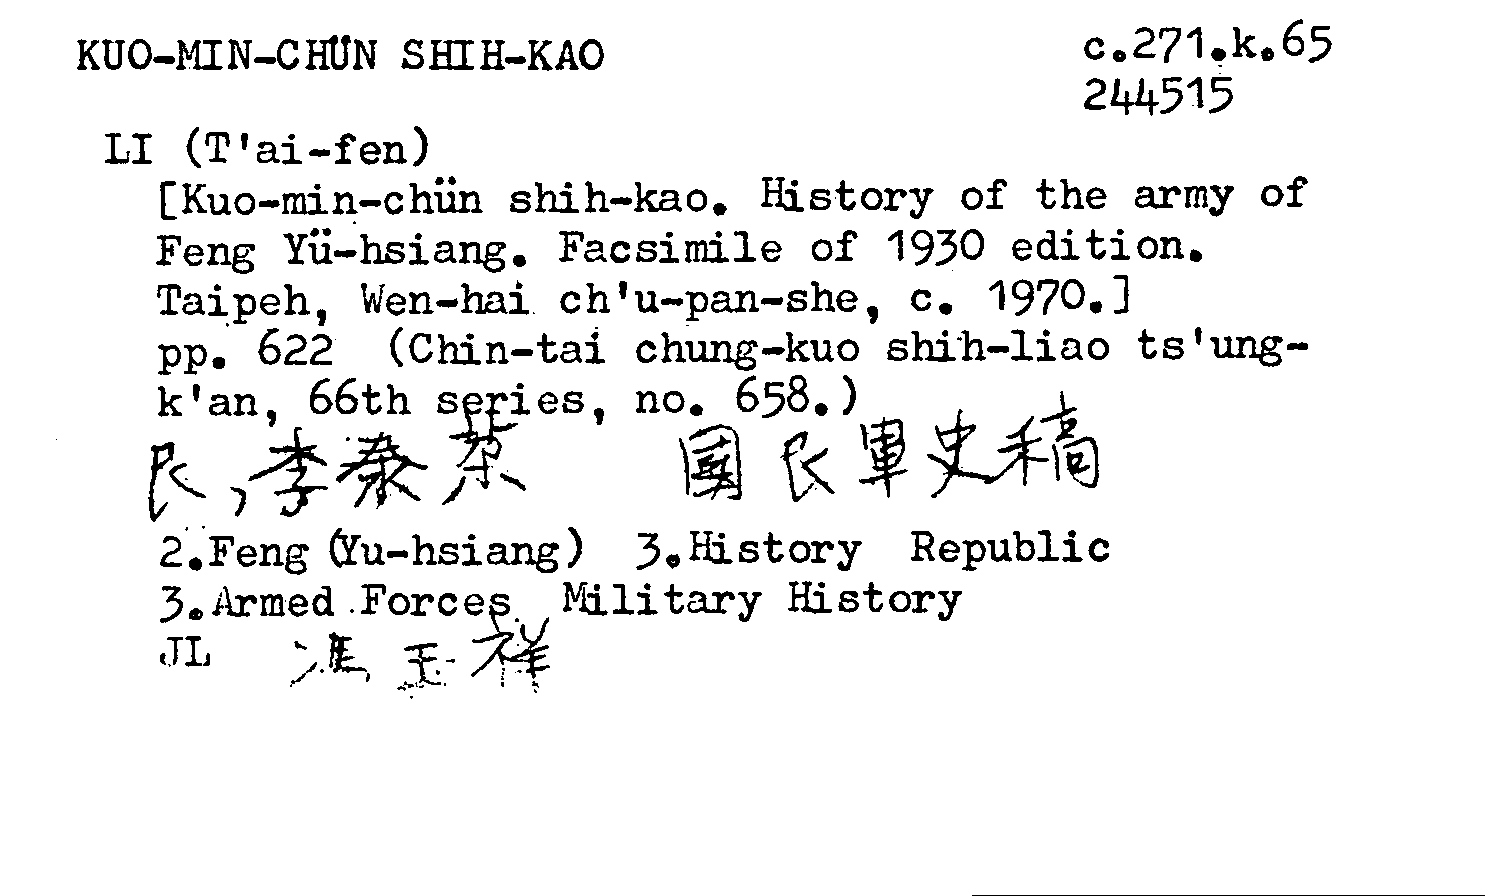 KUO-MIN-CHÜN SHIH-KAO
c.271.k.65
244515
LI (T'ai-fen)
[Kuo-min-chün shih-kao. History of the army of
Feng Yü-hsiang. Facsimile of 1930 edition.
Taipeh, Wen-hai ch'u-pan-she, c. 1970.]
pp. 622 (Chin-tai chung-kuo shih-liao ts'ung-
k'an, 66th series, no. 658.)
民,李泰棻 國民軍史稿
2.Feng (Yu-hsiang) 3.History Republic
3.Armed Forces Military History
JL 馮玉祥